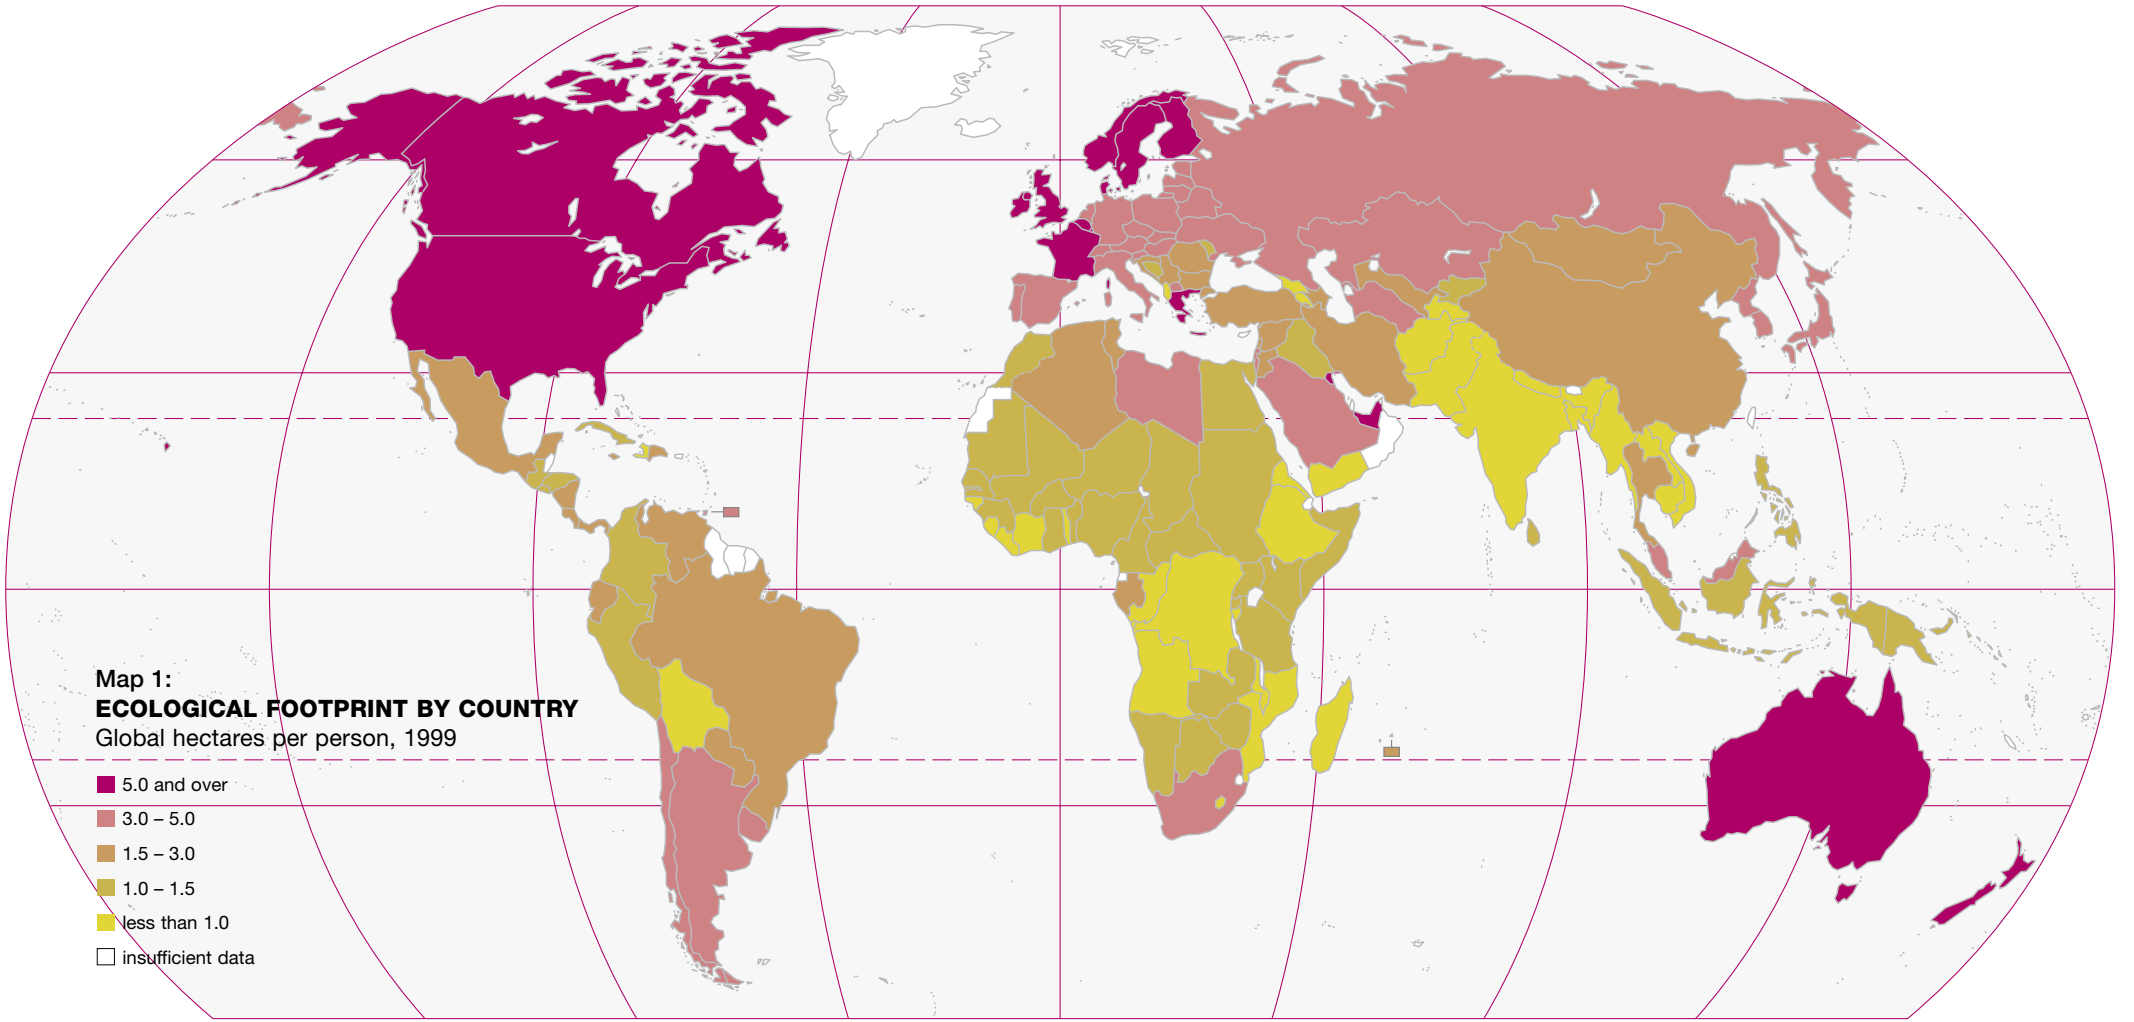 Map 1:
ECOLOGICAL FOOTPRINT BY COUNTRY
Global hectares per person, 1999
5.0 and over
3.0 – 5.0
1.5 – 3.0
1.0 – 1.5
less than 1.0
insufficient data